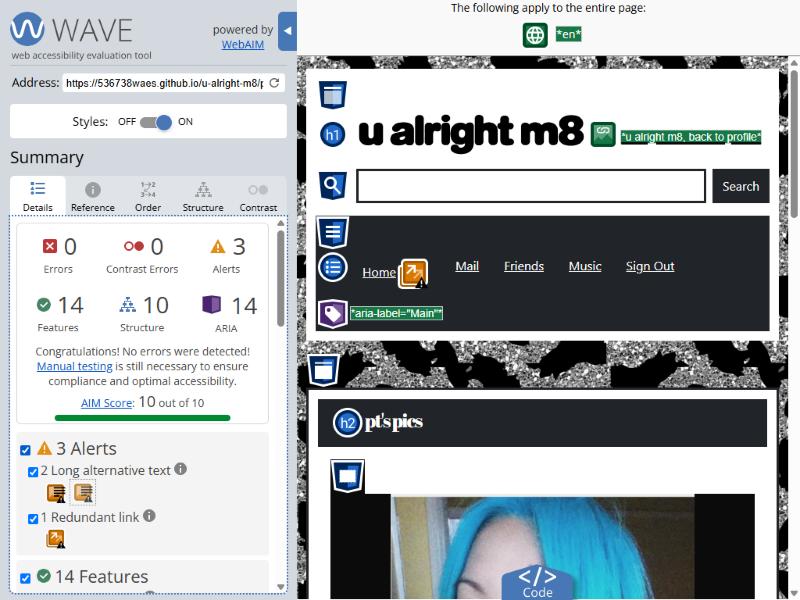 WAVE
web accessibility evaluation tool
powered by
WebAIM
Address: https://536738waes.github.io/u-alright-m8/p
Styles: OFF ON
Summary
Details
Reference
Order
Structure
Contrast
0 Errors
0 Contrast Errors
3 Alerts
14 Features
10 Structure
14 ARIA
Congratulations! No errors were detected!
Manual testing is still necessary to ensure
compliance and optimal accessibility.
AIM Score: 10 out of 10
3 Alerts
2 Long alternative text
1 Redundant link
14 Features
The following apply to the entire page:
*en*
h1 u alright m8 *u alright m8, back to profile*
Search
Home Mail Friends Music Sign Out
*aria-label="Main"*
h2 pt's pics
</> Code